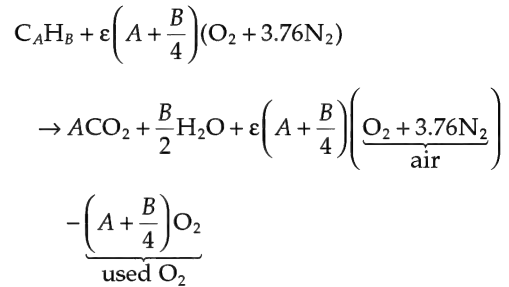 C_AH_B + ε(A + B/4)(O₂ + 3.76N₂)
→ ACO₂ + B/2 H₂O + ε(A + B/4)(O₂ + 3.76N₂)
air
-(A + B/4)O₂
used O₂